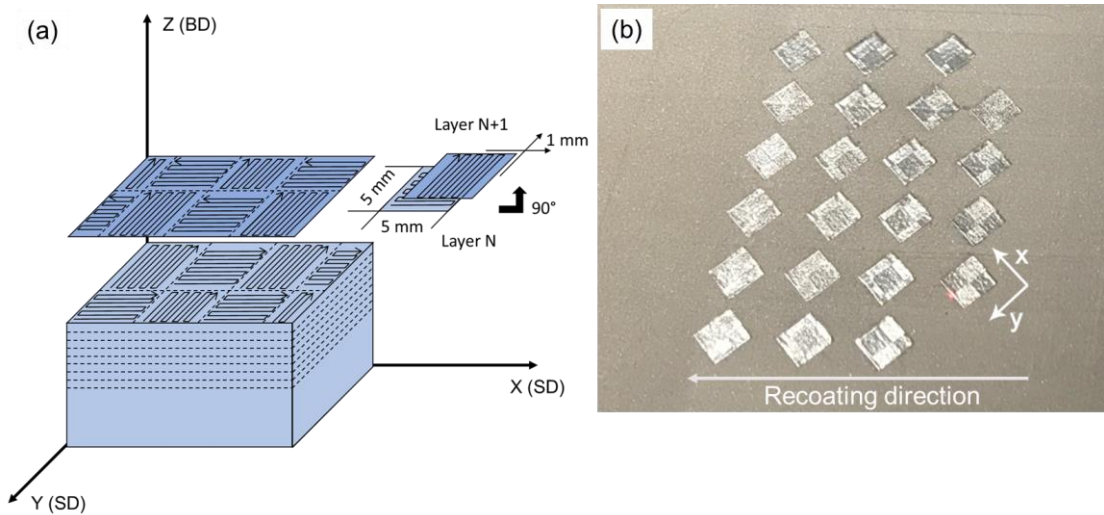 (a)
Z (BD)
Layer N+1
1 mm
5 mm
5 mm
90°
Layer N
X (SD)
Y (SD)
(b)
x
y
Recoating direction